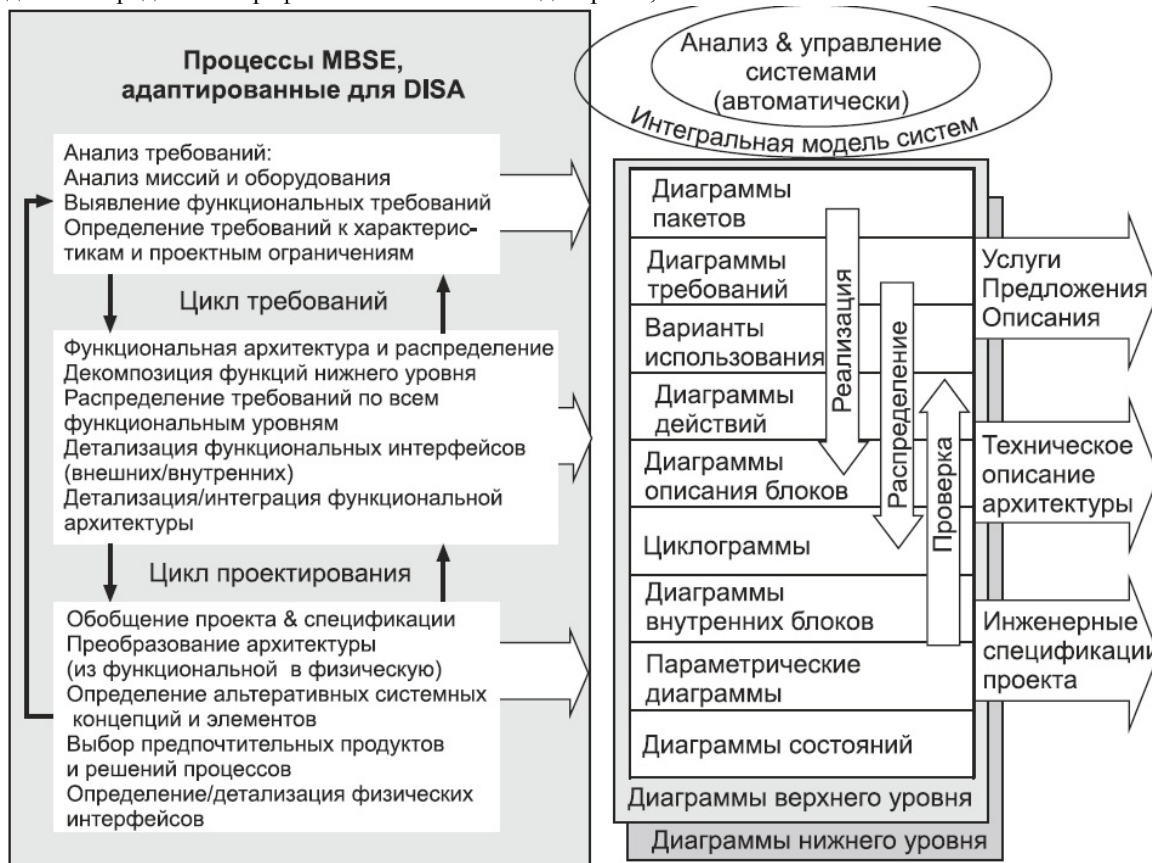 Процессы MBSE,
адаптированные для DISA
Анализ требований:
Анализ миссий и оборудования
Выявление функциональных требований
Определение требований к характерис-
тикам и проектным ограничениям
Цикл требований
Функциональная архитектура и распределение
Декомпозиция функций нижнего уровня
Распределение требований по всем
функциональным уровням
Детализация функциональных интерфейсов
(внешних/внутренних)
Детализация/интеграция функциональной
архитектуры
Цикл проектирования
Обобщение проекта & спецификации
Преобразование архитектуры
(из функциональной в физическую)
Определение альтеративных системных
концепций и элементов
Выбор предпочтительных продуктов
и решений процессов
Определение/детализация физических
интерфейсов
Анализ & управление
системами
(автоматически)
Интегральная модель систем
Диаграммы
пакетов
Диаграммы
требований
Варианты
использования
Диаграммы
действий
Диаграммы
описания блоков
Циклограммы
Диаграммы
внутренних блоков
Параметрические
диаграммы
Диаграммы состояний
Диаграммы верхнего уровня
Диаграммы нижнего уровня
Реализация
Распределение
Проверка
Услуги
Предложения
Описания
Техническое
описание
архитектуры
Инженерные
спецификации
проекта